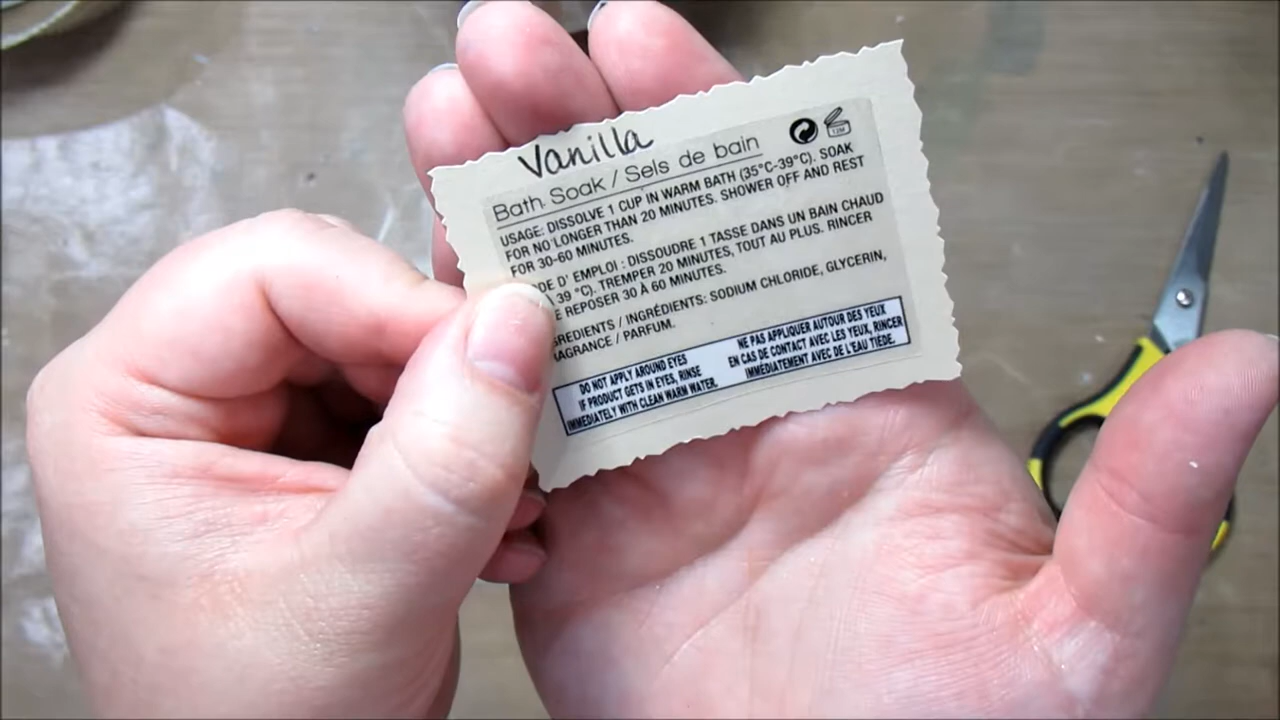 Vanilla
Bath Soak / Sels de bain
12M
USAGE: DISSOLVE 1 CUP IN WARM BATH (35°C-39°C). SOAK
FOR NO LONGER THAN 20 MINUTES. SHOWER OFF AND REST
FOR 30-60 MINUTES.
DE D' EMPLOI : DISSOUDRE 1 TASSE DANS UN BAIN CHAUD
39 °C). TREMPER 20 MINUTES, TOUT AU PLUS. RINCER
E REPOSER 30 À 60 MINUTES.
GREDIENTS / INGRÉDIENTS: SODIUM CHLORIDE, GLYCERIN,
AGRANCE / PARFUM.
DO NOT APPLY AROUND EYES
IF PRODUCT GETS IN EYES, RINSE
IMMEDIATELY WITH CLEAN WARM WATER.
NE PAS APPLIQUER AUTOUR DES YEUX
EN CAS DE CONTACT AVEC LES YEUX, RINCER
IMMÉDIATEMENT AVEC DE L'EAU TIÈDE.